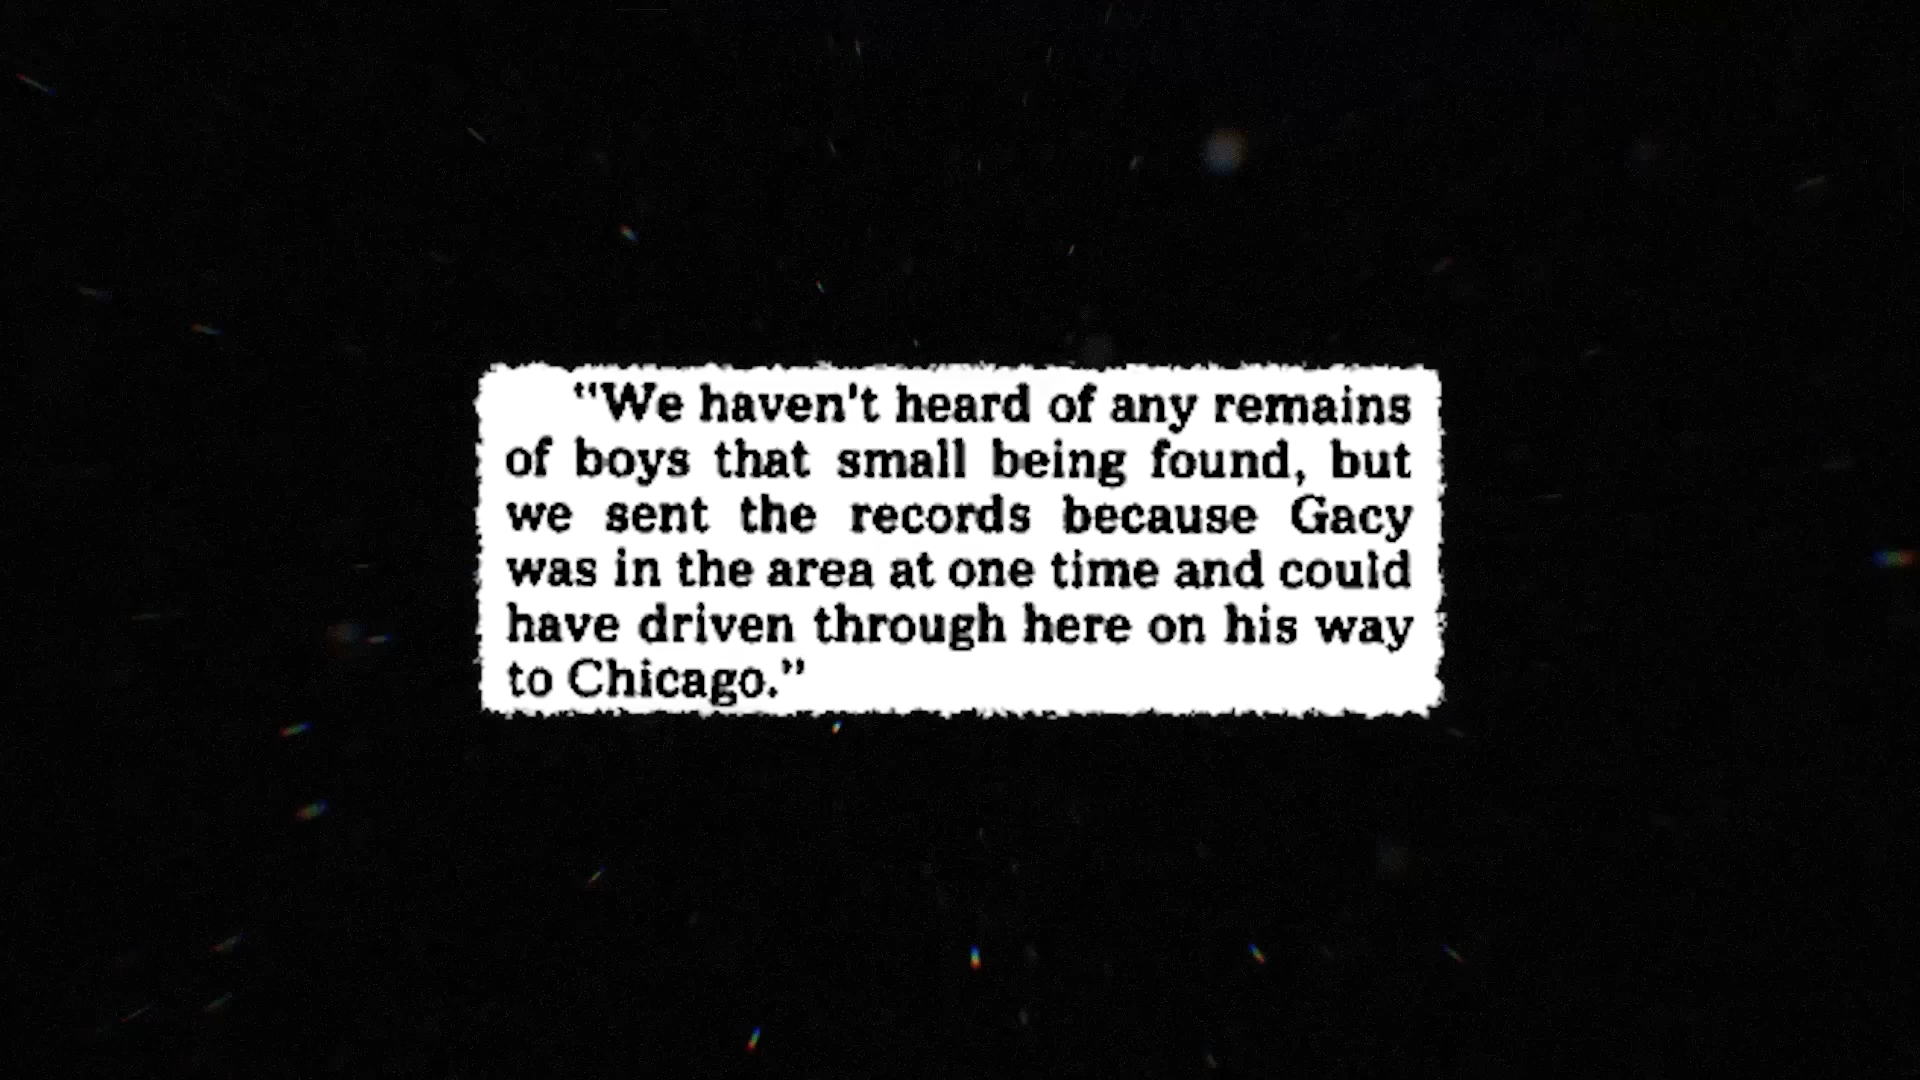 “We haven't heard of any remains
of boys that small being found, but
we sent the records because Gacy
was in the area at one time and could
have driven through here on his way
to Chicago.”